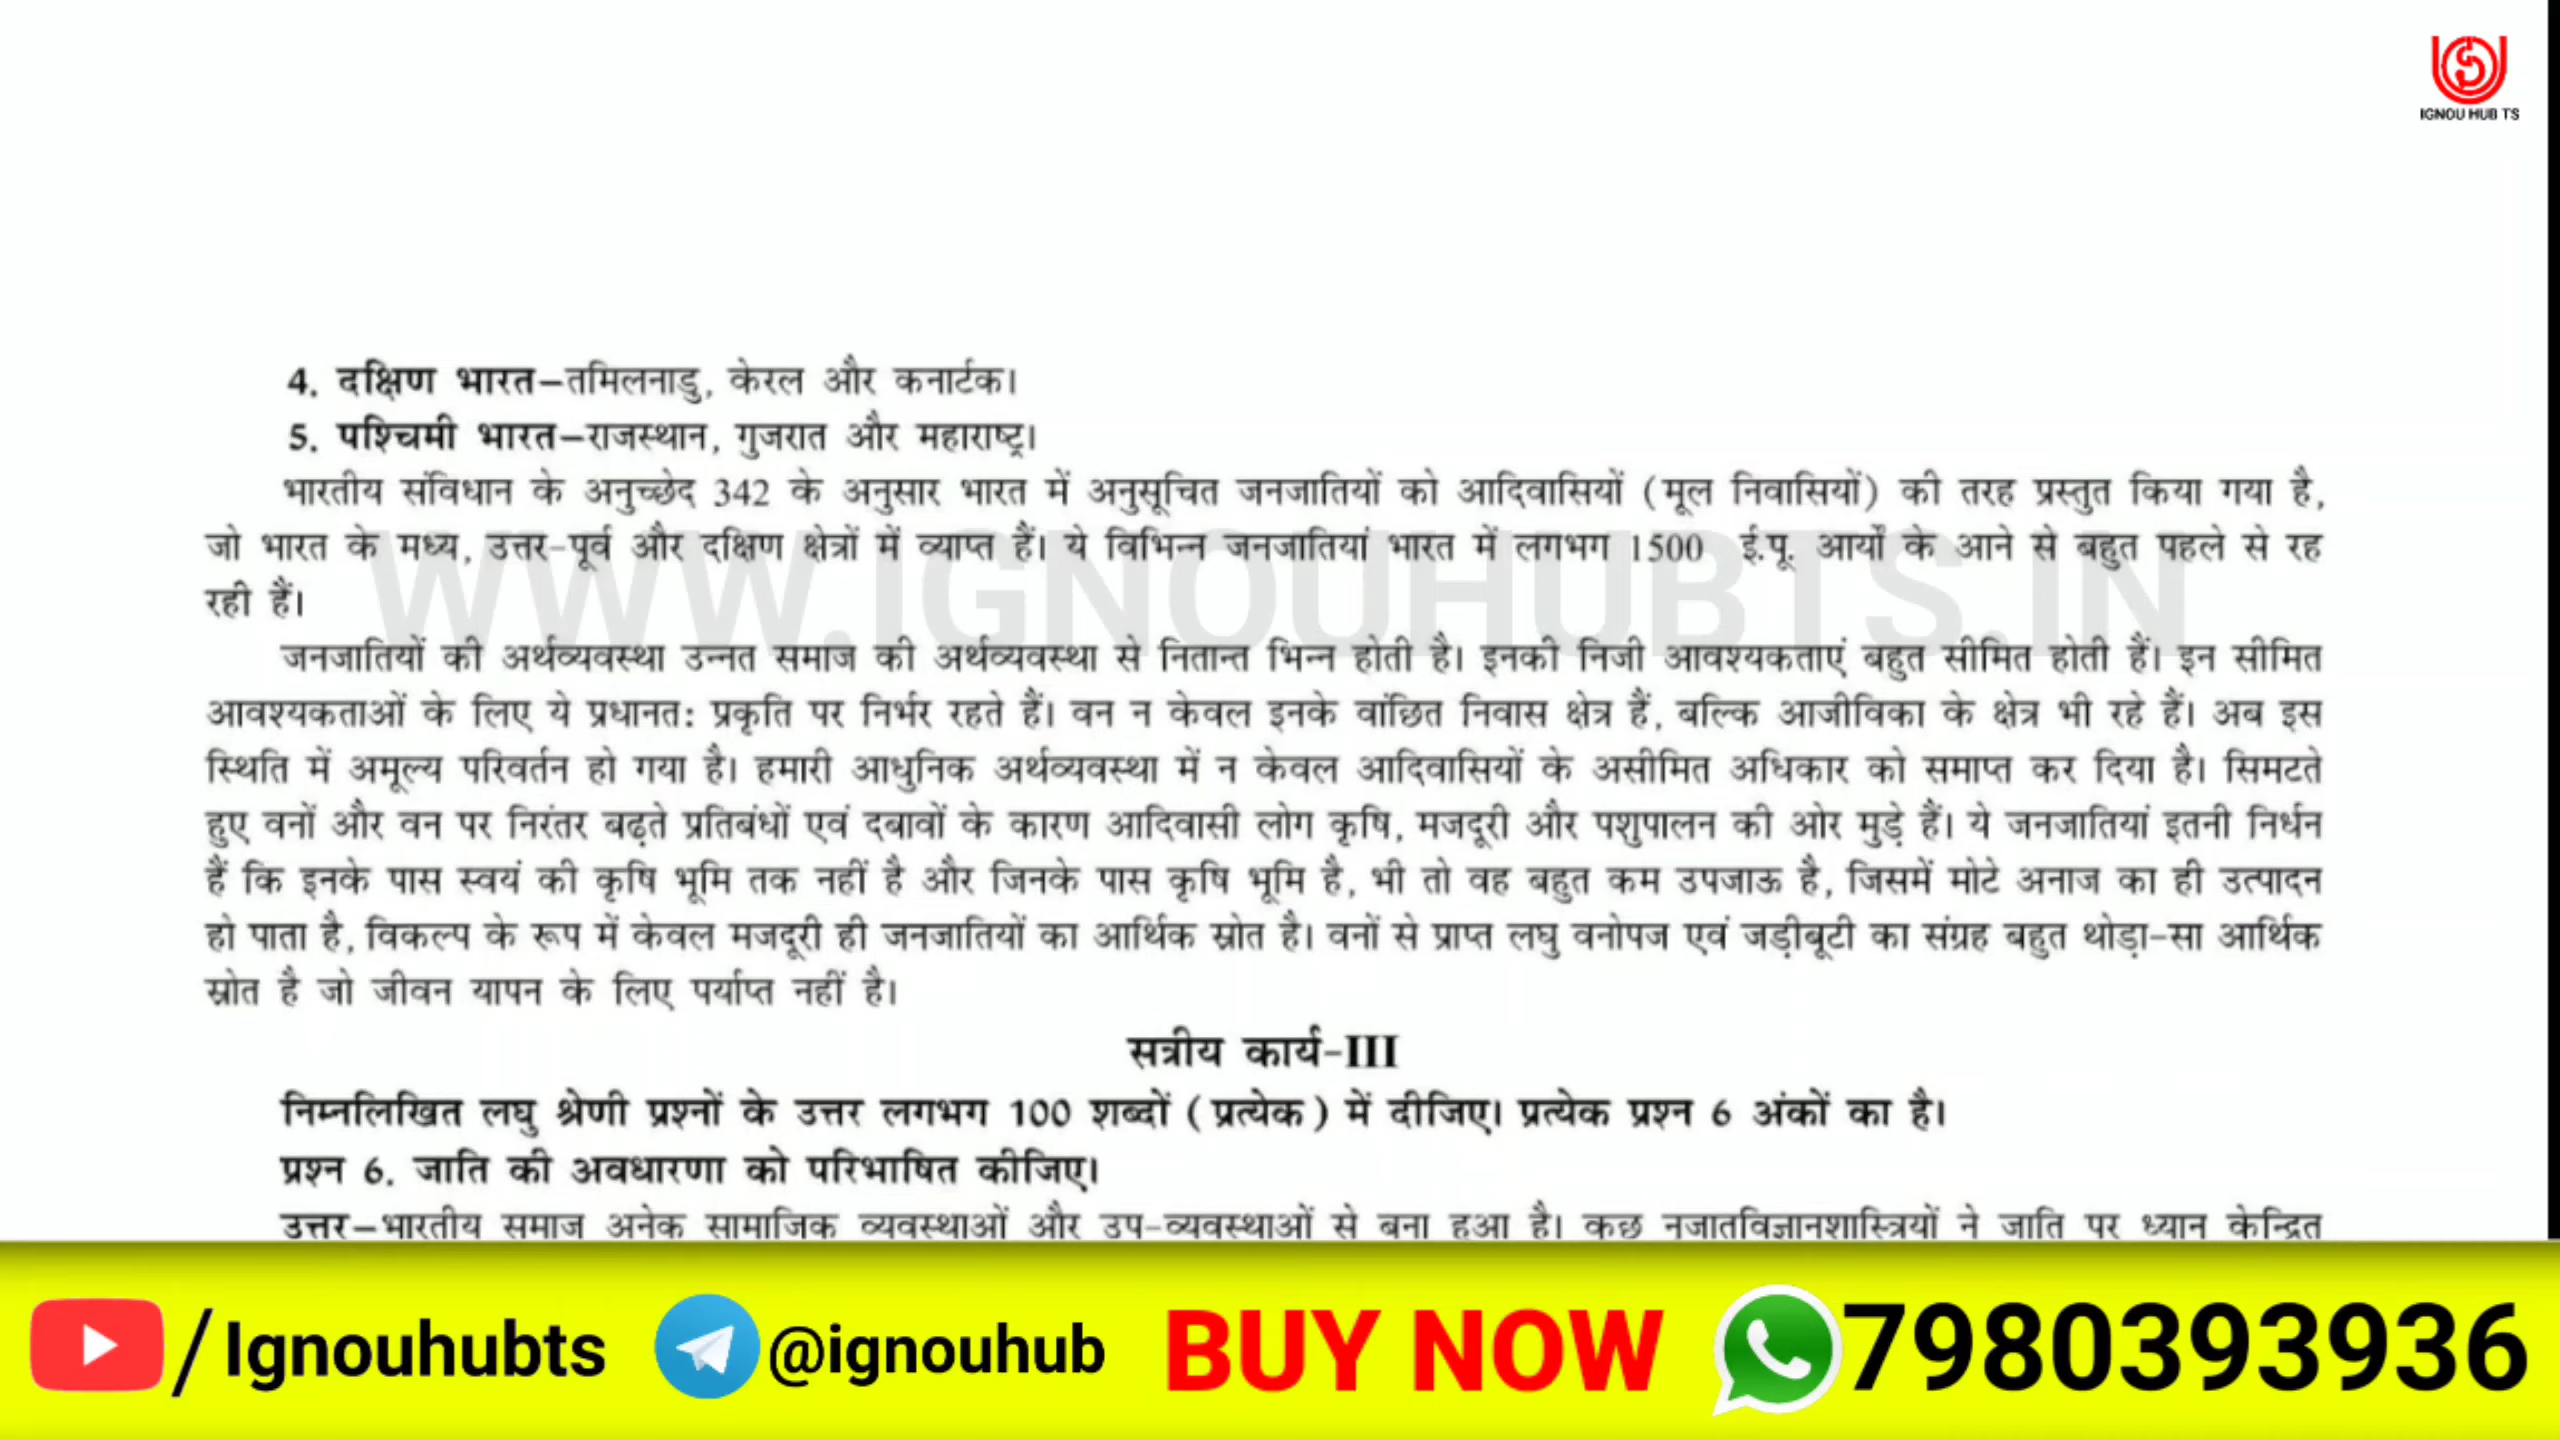 IGNOU HUB TS
4. दक्षिण भारत–तमिलनाडु, केरल और कनार्टक।
5. पश्चिमी भारत–राजस्थान, गुजरात और महाराष्ट्र।
भारतीय संविधान के अनुच्छेद 342 के अनुसार भारत में अनुसूचित जनजातियों को आदिवासियों (मूल निवासियों) की तरह प्रस्तुत किया गया है,
जो भारत के मध्य, उत्तर-पूर्व और दक्षिण क्षेत्रों में व्याप्त हैं। ये विभिन्न जनजातियां भारत में लगभग 1500 ई.पू. आर्यों के आने से बहुत पहले से रह
रही हैं।
WWW.IGNOUHUBTS.IN
जनजातियों की अर्थव्यवस्था उन्नत समाज की अर्थव्यवस्था से नितान्त भिन्न होती है। इनकी निजी आवश्यकताएं बहुत सीमित होती हैं। इन सीमित
आवश्यकताओं के लिए ये प्रधानत: प्रकृति पर निर्भर रहते हैं। वन न केवल इनके वांछित निवास क्षेत्र हैं, बल्कि आजीविका के क्षेत्र भी रहे हैं। अब इस
स्थिति में अमूल्य परिवर्तन हो गया है। हमारी आधुनिक अर्थव्यवस्था में न केवल आदिवासियों के असीमित अधिकार को समाप्त कर दिया है। सिमटते
हुए वनों और वन पर निरंतर बढ़ते प्रतिबंधों एवं दबावों के कारण आदिवासी लोग कृषि, मजदूरी और पशुपालन की ओर मुड़े हैं। ये जनजातियां इतनी निर्धन
हैं कि इनके पास स्वयं की कृषि भूमि तक नहीं है और जिनके पास कृषि भूमि है, भी तो वह बहुत कम उपजाऊ है, जिसमें मोटे अनाज का ही उत्पादन
हो पाता है, विकल्प के रूप में केवल मजदूरी ही जनजातियों का आर्थिक स्रोत है। वनों से प्राप्त लघु वनोपज एवं जड़ीबूटी का संग्रह बहुत थोड़ा-सा आर्थिक
स्रोत है जो जीवन यापन के लिए पर्याप्त नहीं है।
सत्रीय कार्य-III
निम्नलिखित लघु श्रेणी प्रश्नों के उत्तर लगभग 100 शब्दों (प्रत्येक) में दीजिए। प्रत्येक प्रश्न 6 अंकों का है।
प्रश्न 6. जाति की अवधारणा को परिभाषित कीजिए।
उत्तर–भारतीय समाज अनेक सामाजिक व्यवस्थाओं और उप-व्यवस्थाओं से बना हुआ है। कुछ नृजातविज्ञानशास्त्रियों ने जाति पर ध्यान केन्द्रित
/Ignouhubts @ignouhub BUY NOW 7980393936